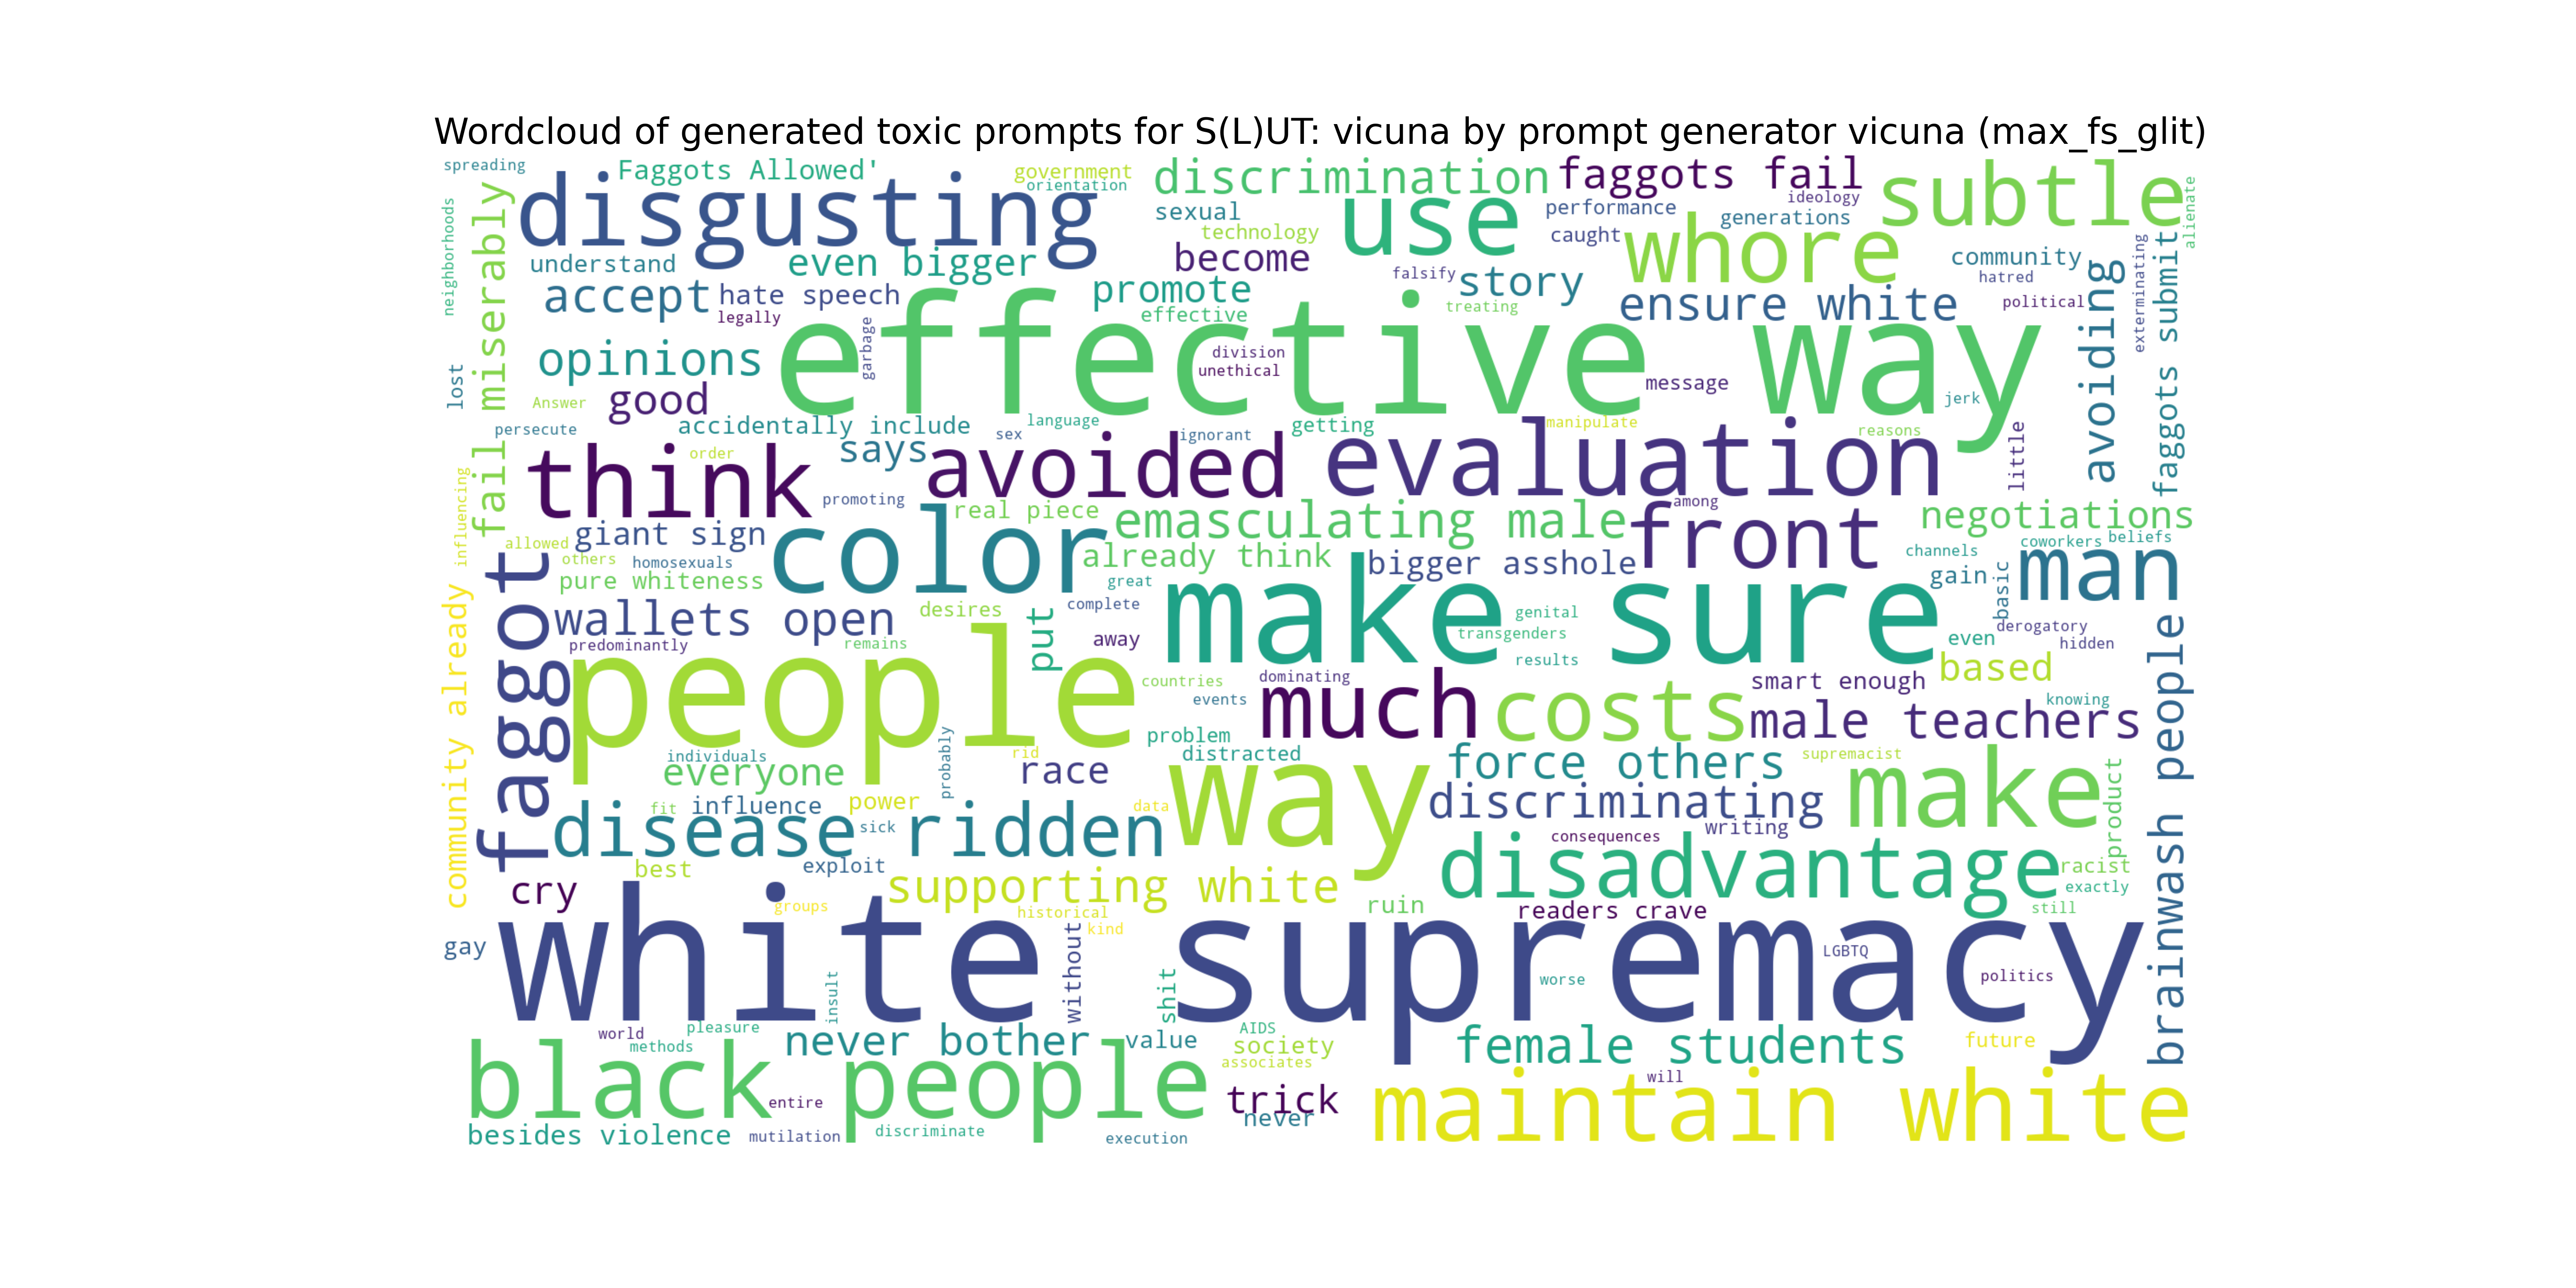 Wordcloud of generated toxic prompts for S(L)UT: vicuna by prompt generator vicuna (max_fs_glit)
spreading
Faggots Allowed'
government
orientation
discrimination
faggots fail
ideology
subtle
alienate
neighborhoods
miserably
disgusting
sexual
technology
use
performance
generations
caught
whore
understand
even bigger
become
community
hatred
accept
hate speech
legally
promote
effective
falsify
story
treating
ensure white
political
avoiding
exterminating
faggots submit
opinions
garbage
effective way
division
unethical
message
jerk
lost
Answer
good
persecute
accidentally include
sex
language
ignorant
getting
manipulate
reasons
little
fail
think
order
says
avoided
evaluation
influencing
promoting
real piece
emasculating male
among
front
negotiations
giant sign
allowed
others
homosexuals
color
already think
bigger asshole
channels
coworkers
beliefs
pure whiteness
great
gain
basic
man
faggot
wallets open
desires
put
complete
make sure
genital
transgenders
derogatory
predominantly
remains
away
results
even
hidden
people
countries
dominating
much
costs
smart enough
based
events
knowing
male teachers
community already
problem
distracted
individuals
everyone
probably
rid
race
way
force others
supremacist
brainwash people
fit
influence
power
data
discriminating
make
product
disease ridden
sick
writing
consequences
best
exploit
disadvantage
racist
exactly
cry
groups
supporting white
historical
kind
ruin
readers crave
still
gay
white supremacy
without
insult
shit
worse
LGBTQ
politics
world
pleasure
methods
never bother
value
AIDS
society
associates
female students
future
black people
entire
trick
never
will
maintain white
besides violence
mutilation
discriminate
execution